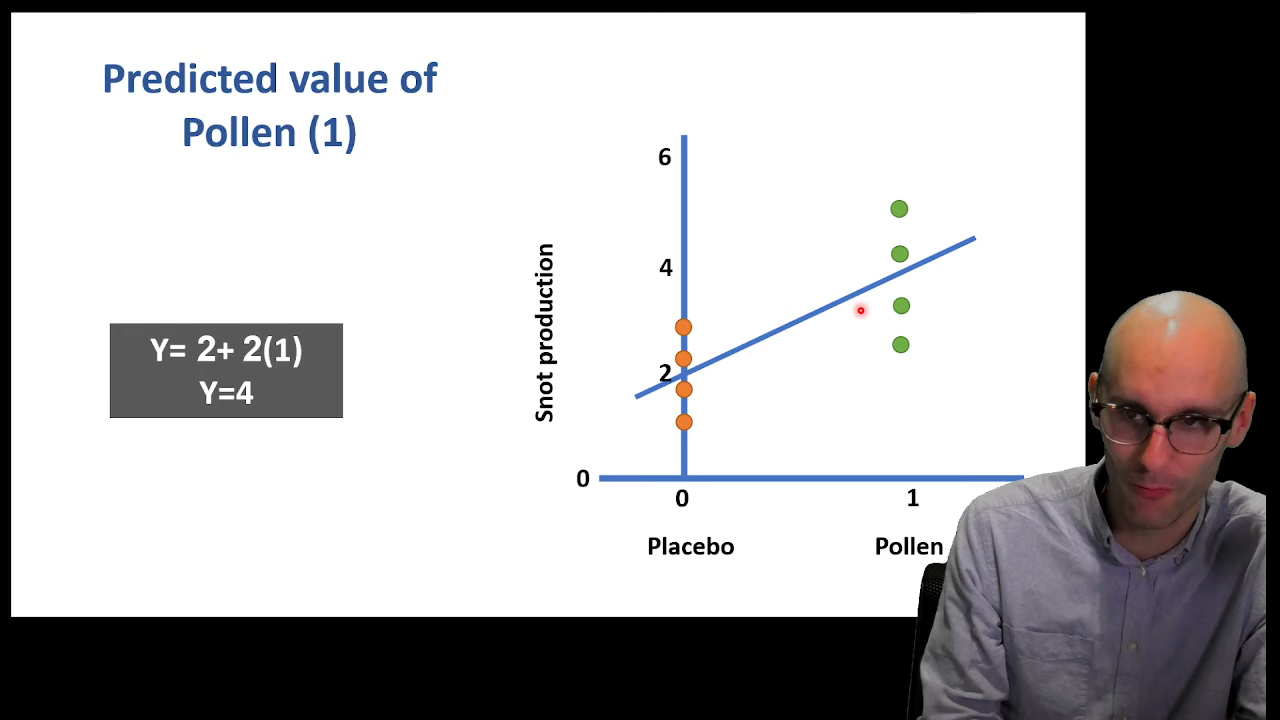 Predicted value of
Pollen (1)
Y= 2+ 2(1)
Y=4
Snot production
6
4
2
0
0
1
Placebo
Pollen